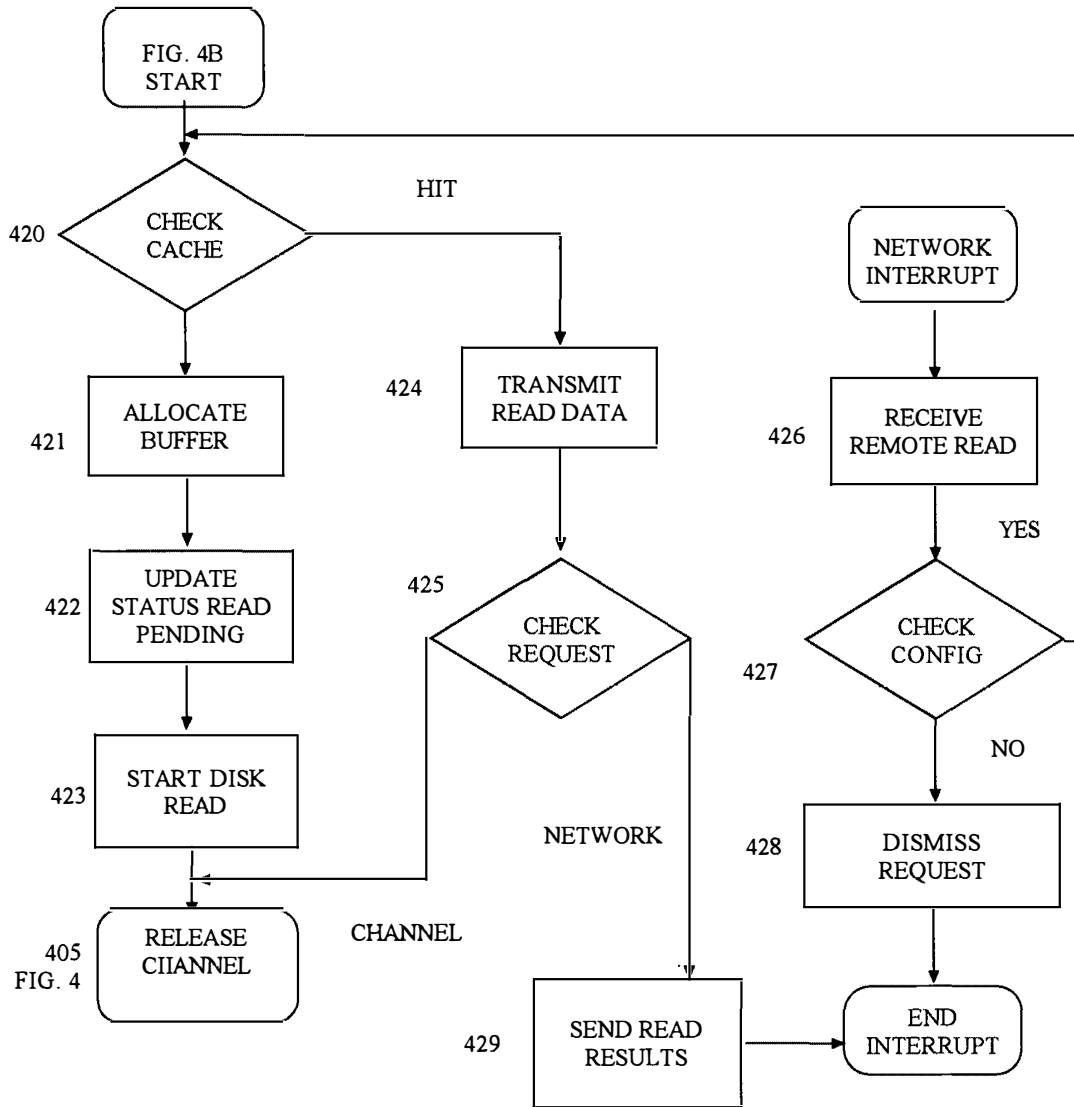 FIG. 4B
START
HIT
420
CHECK
CACHE
NETWORK
INTERRUPT
424
TRANSMIT
READ DATA
421
ALLOCATE
BUFFER
426
RECEIVE
REMOTE READ
YES
422
UPDATE
STATUS READ
PENDING
425
CHECK
REQUEST
427
CHECK
CONFIG
NO
423
START DISK
READ
NETWORK
428
DISMISS
REQUEST
405
FIG. 4
RELEASE
CHANNEL
CHANNEL
429
SEND READ
RESULTS
END
INTERRUPT